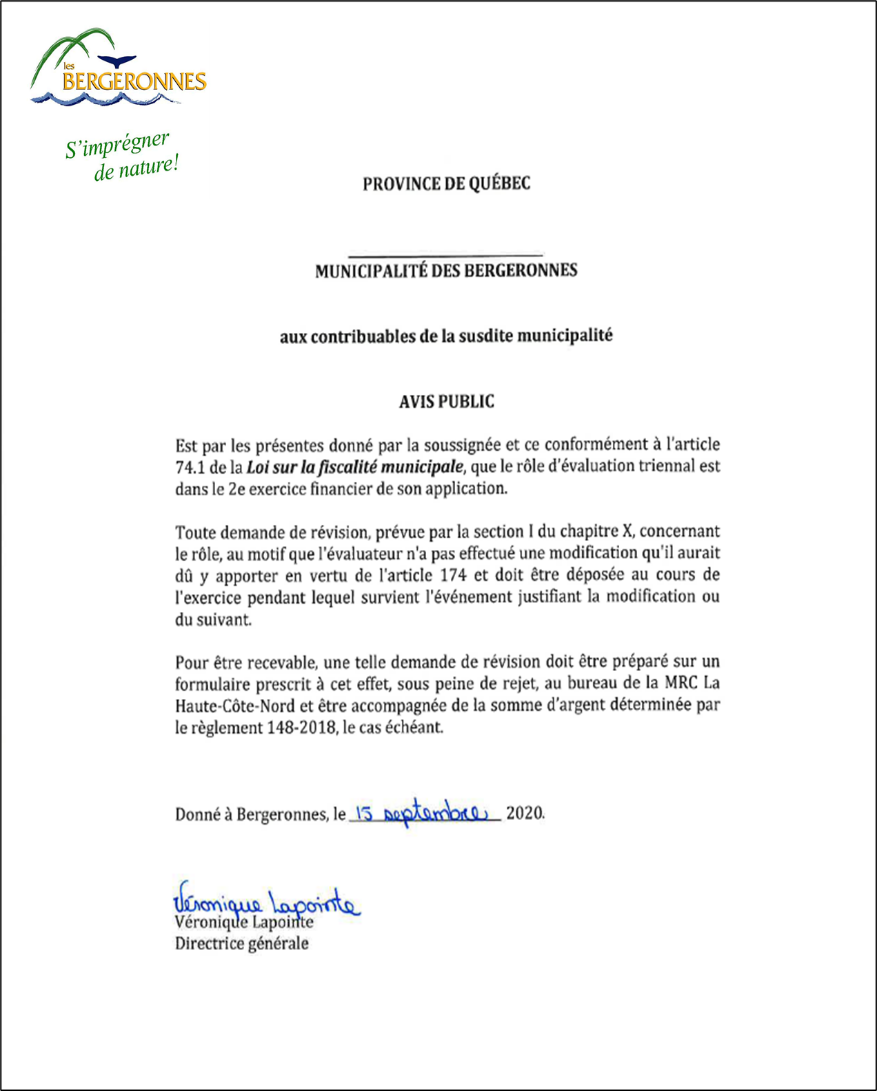 les
BERGERONNES
S'imprégner
de nature!
PROVINCE DE QUÉBEC
MUNICIPALITÉ DES BERGERONNES
aux contribuables de la susdite municipalité
AVIS PUBLIC
Est par les présentes donné par la soussignée et ce conformément à l'article
74.1 de la Loi sur la fiscalité municipale, que le rôle d'évaluation triennal est
dans le 2e exercice financier de son application.
Toute demande de révision, prévue par la section I du chapitre X, concernant
le rôle, au motif que l'évaluateur n'a pas effectué une modification qu'il aurait
dû y apporter en vertu de l'article 174 et doit être déposée au cours de
l'exercice pendant lequel survient l'événement justifiant la modification ou
du suivant.
Pour être recevable, une telle demande de révision doit être préparé sur un
formulaire prescrit à cet effet, sous peine de rejet, au bureau de la MRC La
Haute-Côte-Nord et être accompagnée de la somme d'argent déterminée par
le règlement 148-2018, le cas échéant.
Donné à Bergeronnes, le 15 septembre 2020.
Véronique Lapointe
Véronique Lapointe
Directrice générale